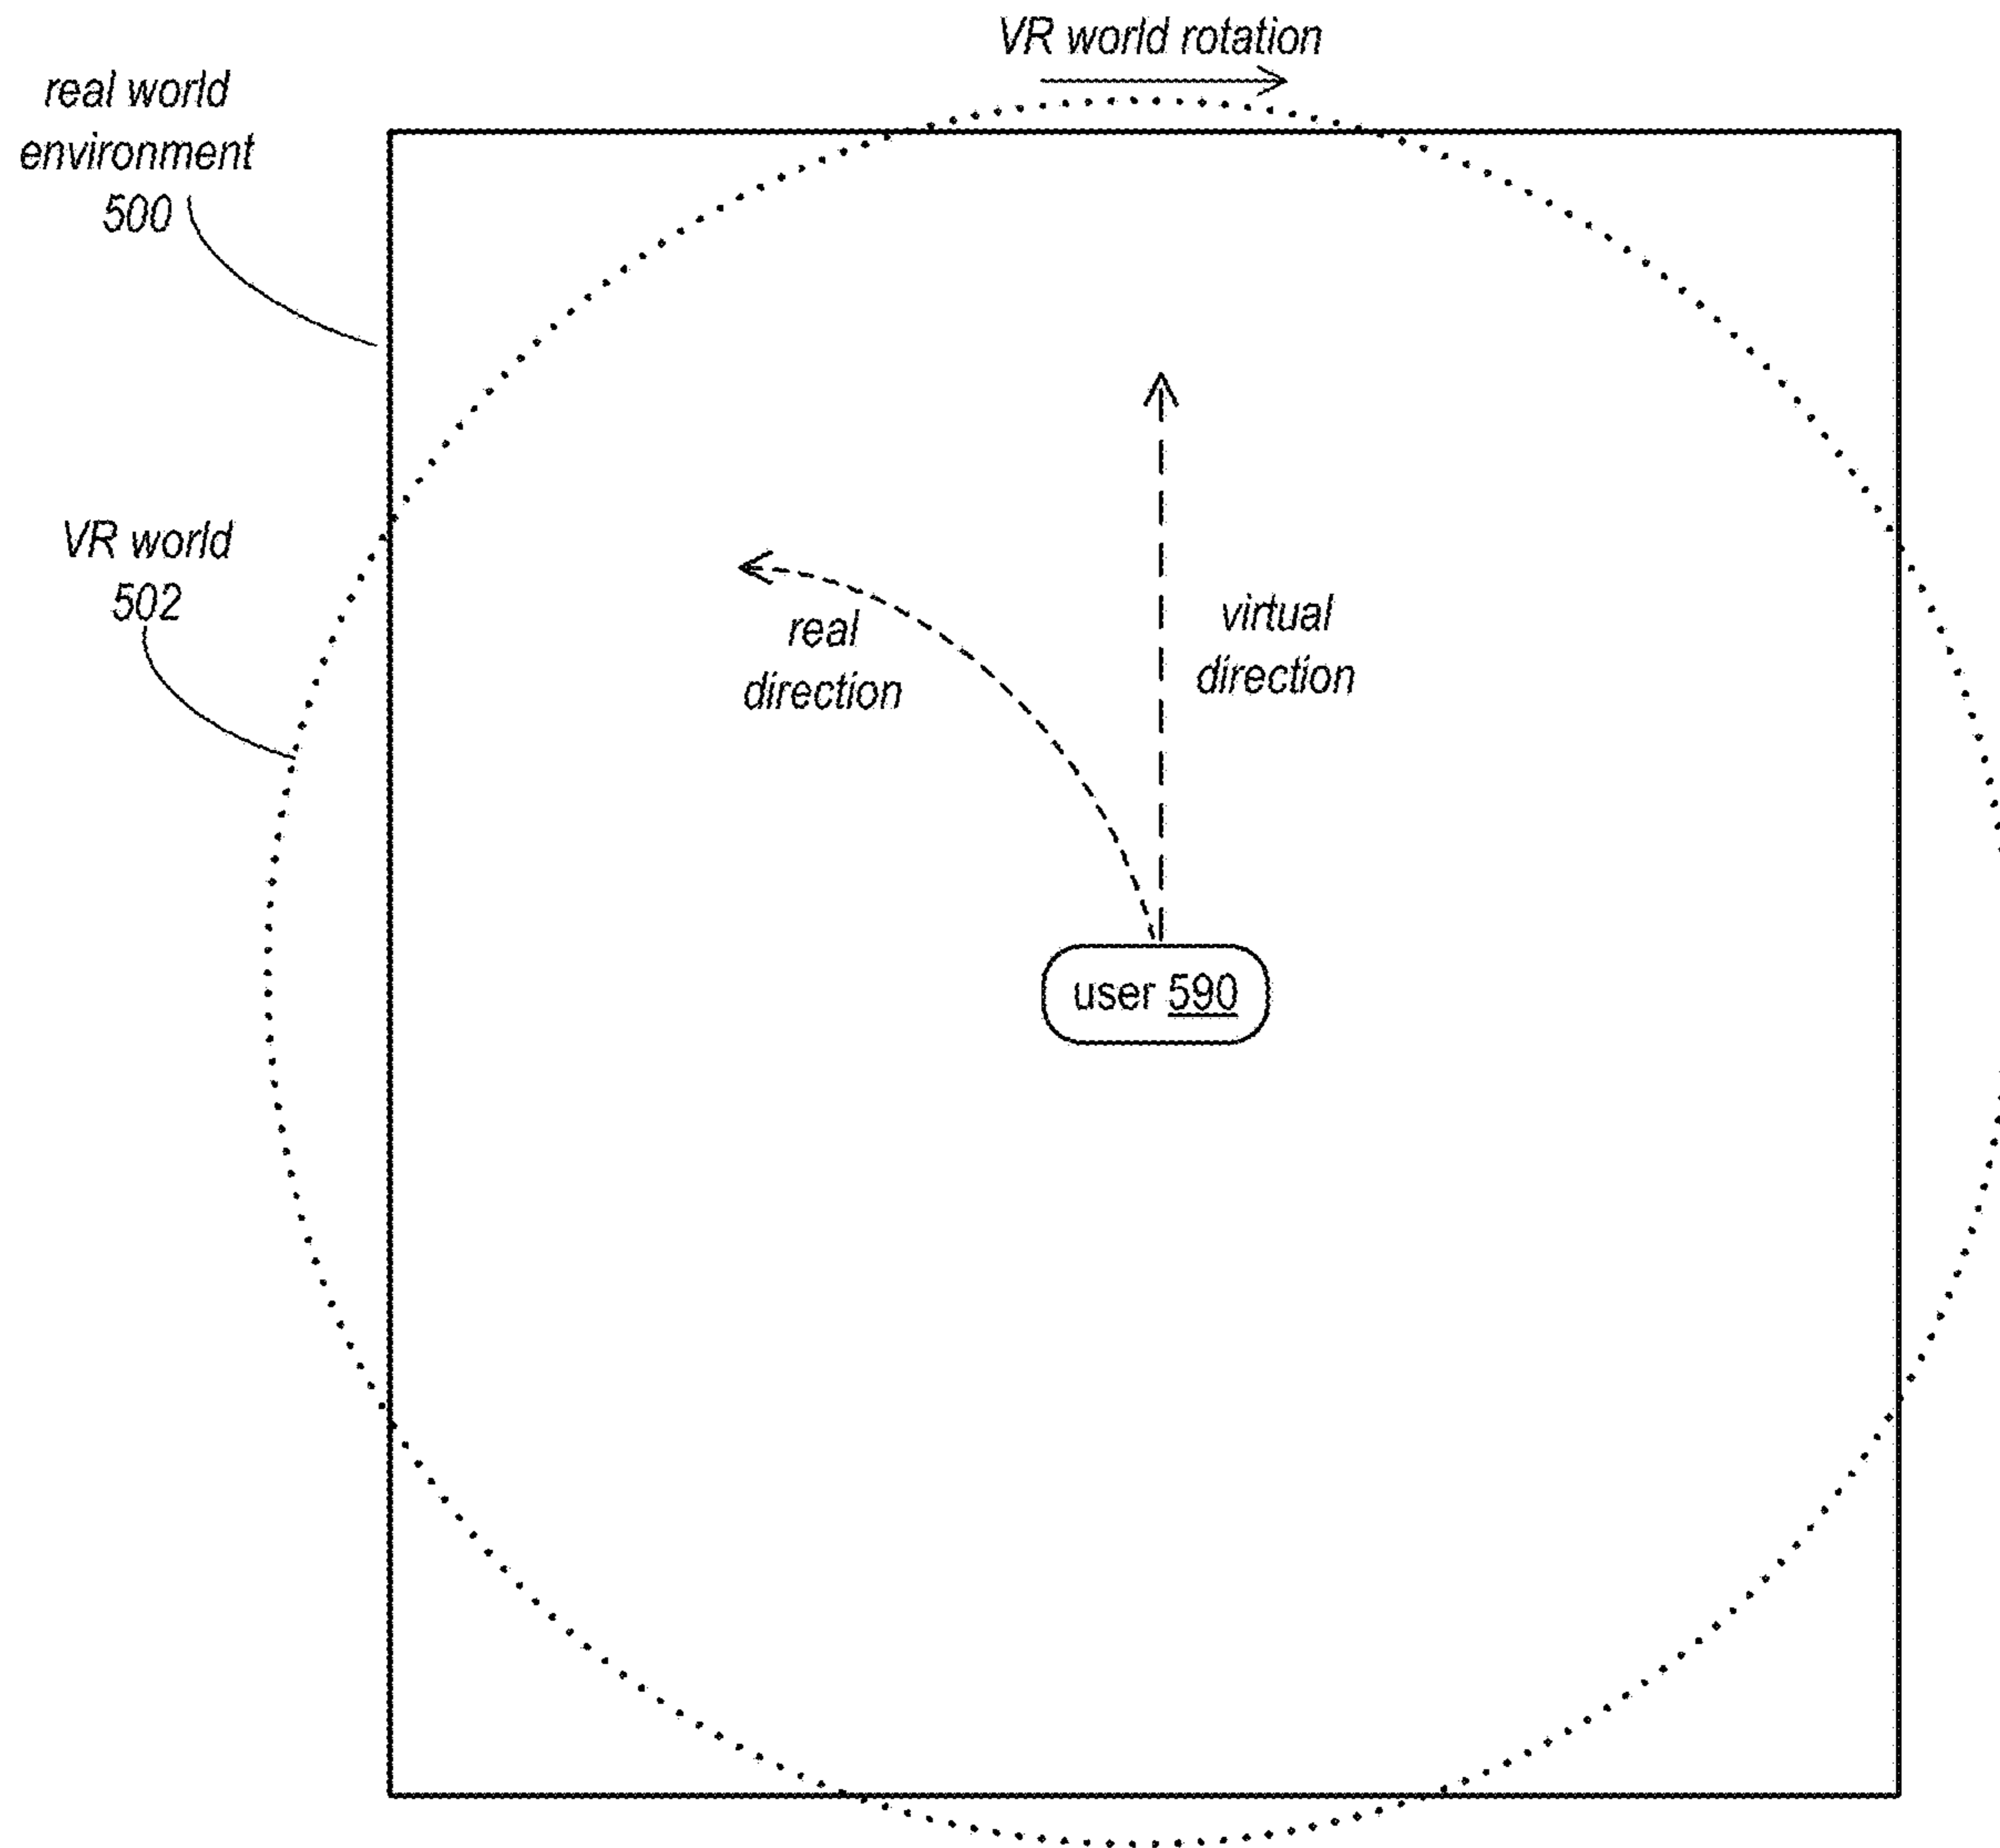 VR world rotation
real world
environment
500
VR world
502
real
direction
virtual
direction
user 590